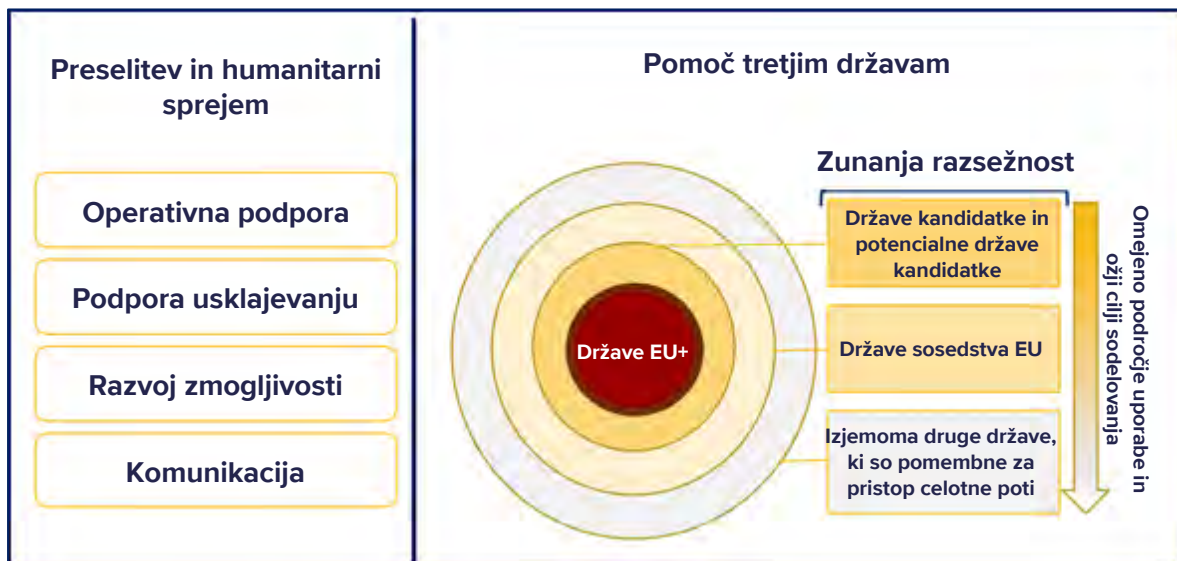 Preselitev in humanitarni
sprejem
Operativna podpora
Podpora usklajevanju
Razvoj zmogljivosti
Komunikacija
Pomoč tretjim državam
Države EU+
Zunanja razsežnost
Države kandidatke in
potencialne države
kandidatke
Države sosedstva EU
Izjemoma druge države,
ki so pomembne za
pristop celotne poti
Omejeno področje uporabe in
ožji cilji sodelovanja